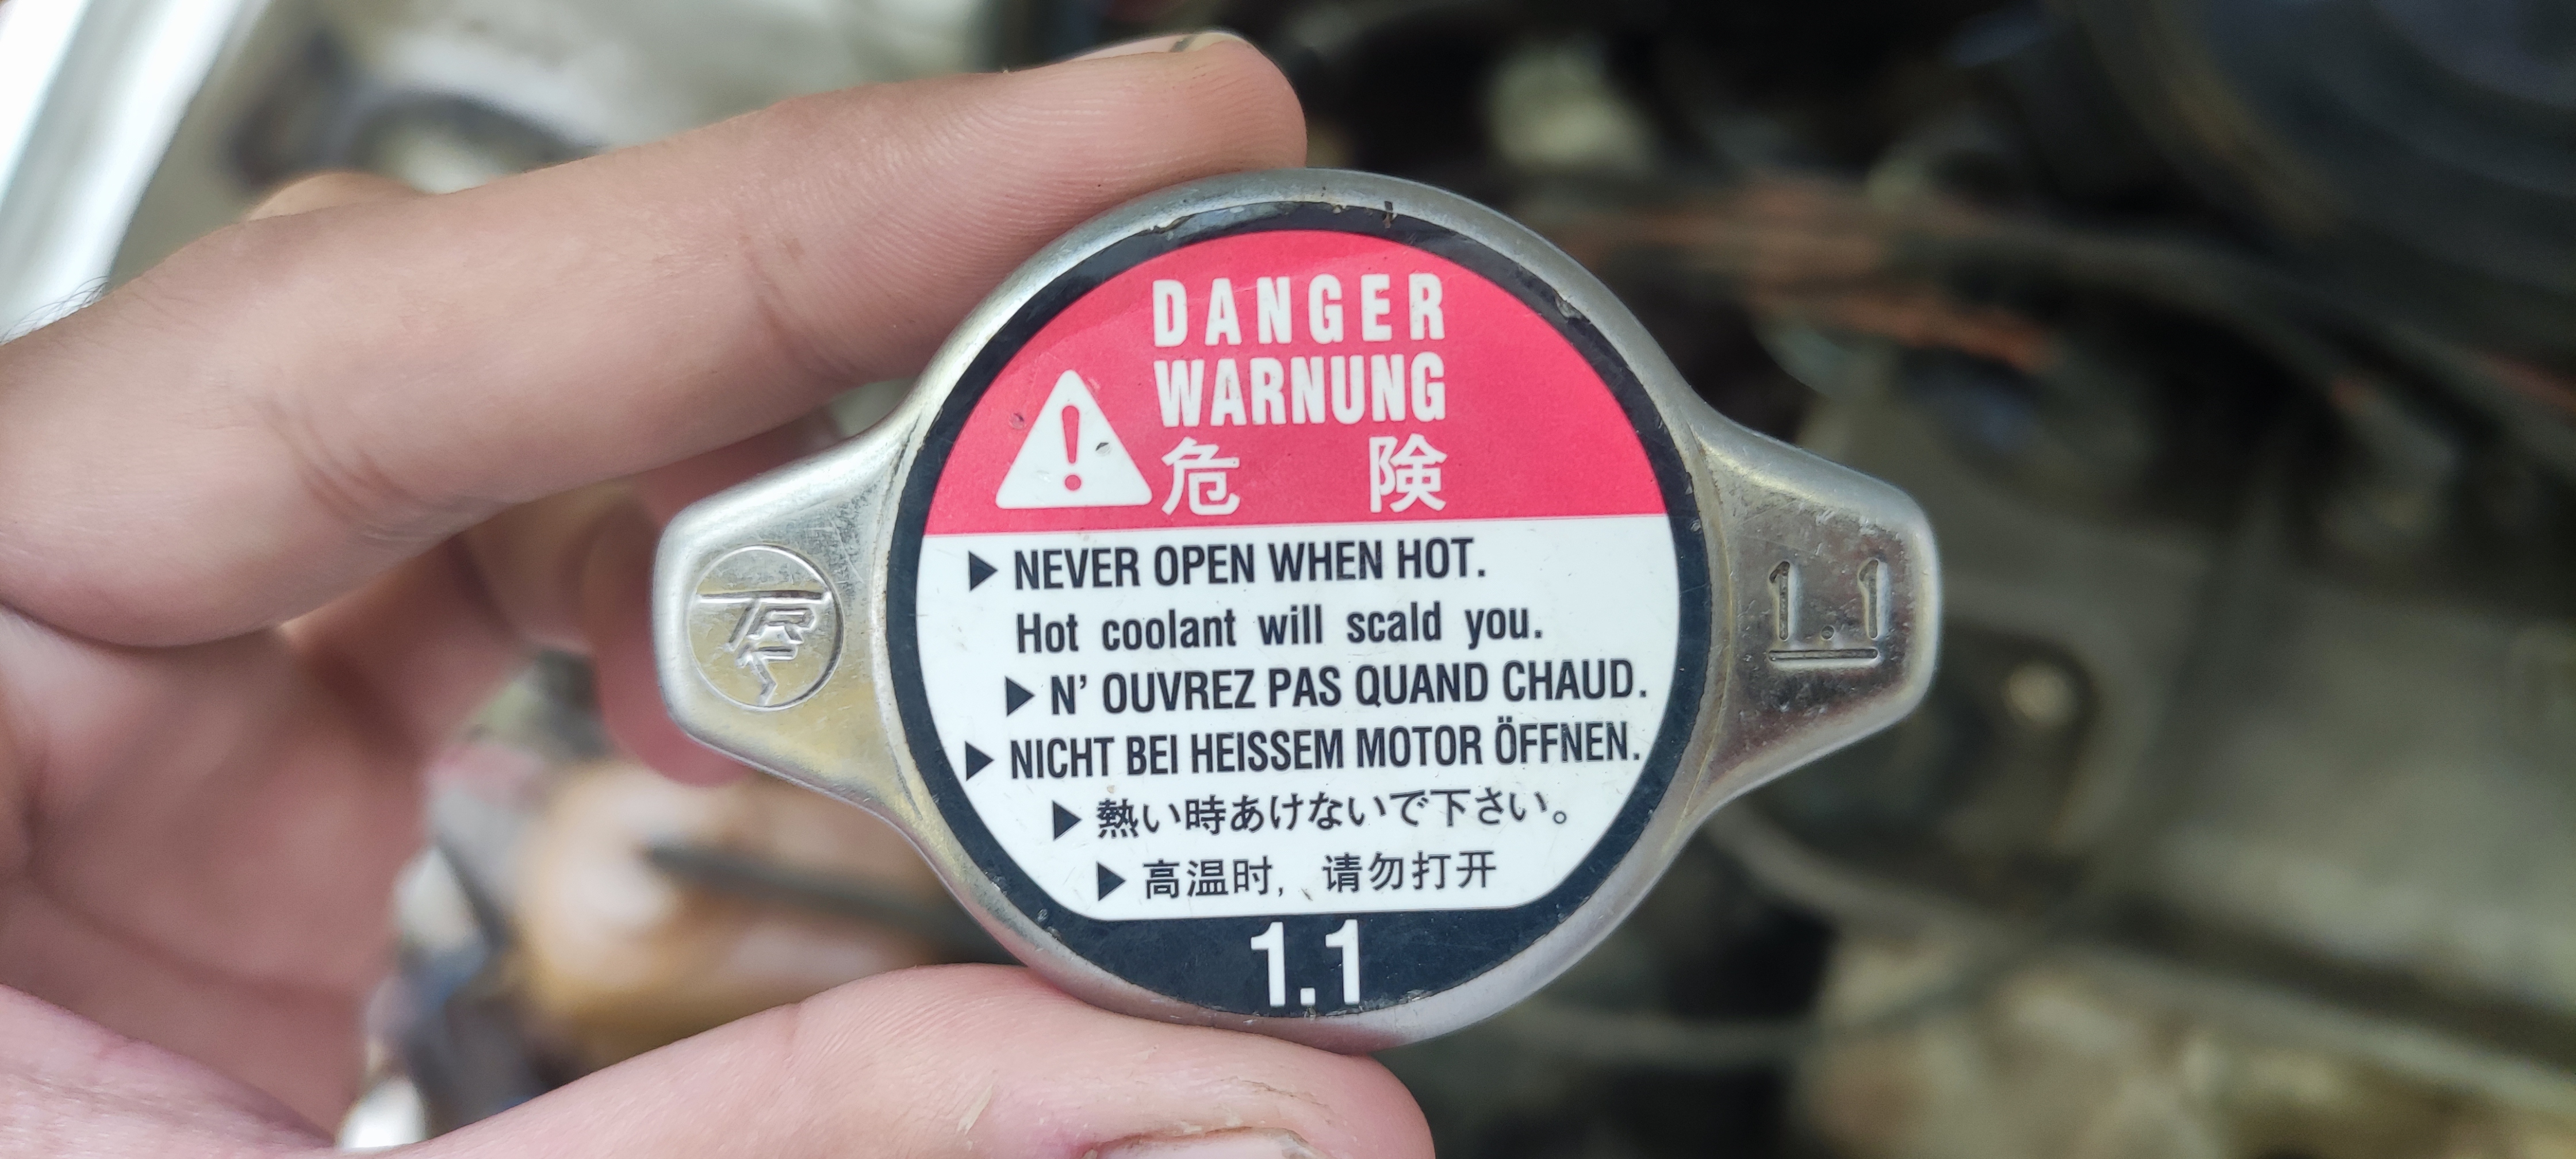 DANGER
WARNUNG
危 険
NEVER OPEN WHEN HOT.
Hot coolant will scald you.
N' OUVREZ PAS QUAND CHAUD.
NICHT BEI HEISSEM MOTOR ÖFFNEN.
熱い時あけないで下さい。
高温时, 请勿打开
1.1
1.1